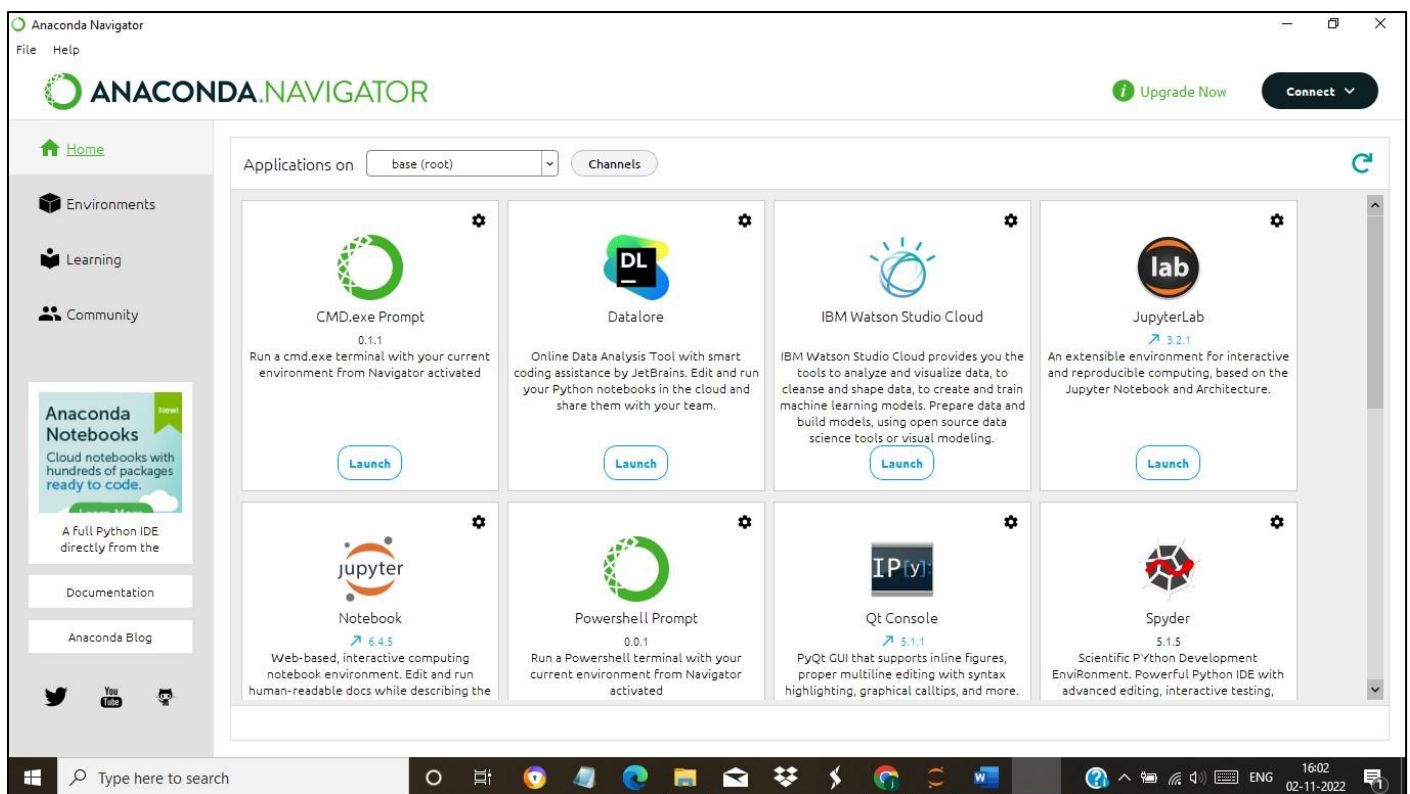 Anaconda Navigator
File Help
ANACONDA.NAVIGATOR
Upgrade Now
Connect
Home
Environments
Learning
Community
Anaconda
Notebooks
New!
Cloud notebooks with
hundreds of packages
ready to code.
Learn More
A full Python IDE
directly from the
Documentation
Anaconda Blog
You
Tube
Applications on base (root) Channels
CMD.exe Prompt
0.1.1
Run a cmd.exe terminal with your current
environment from Navigator activated
Launch
DL
Datalore
Online Data Analysis Tool with smart
coding assistance by JetBrains. Edit and run
your Python notebooks in the cloud and
share them with your team.
Launch
IBM Watson Studio Cloud
IBM Watson Studio Cloud provides you the
tools to analyze and visualize data, to
cleanse and shape data, to create and train
machine learning models. Prepare data and
build models, using open source data
science tools or visual modeling.
Launch
lab
JupyterLab
3.2.1
An extensible environment for interactive
and reproducible computing, based on the
Jupyter Notebook and Architecture.
Launch
jupyter
Notebook
6.4.5
Web-based, interactive computing
notebook environment. Edit and run
human-readable docs while describing the
Powershell Prompt
0.0.1
Run a Powershell terminal with your
current environment from Navigator
activated
IP[y]:
Qt Console
5.1.1
PyQt GUI that supports inline figures,
proper multiline editing with syntax
highlighting, graphical calltips, and more.
Spyder
5.1.5
Scientific PYthon Development
EnviRonment. Powerful Python IDE with
advanced editing, interactive testing,
Type here to search
ENG
16:02
02-11-2022
1